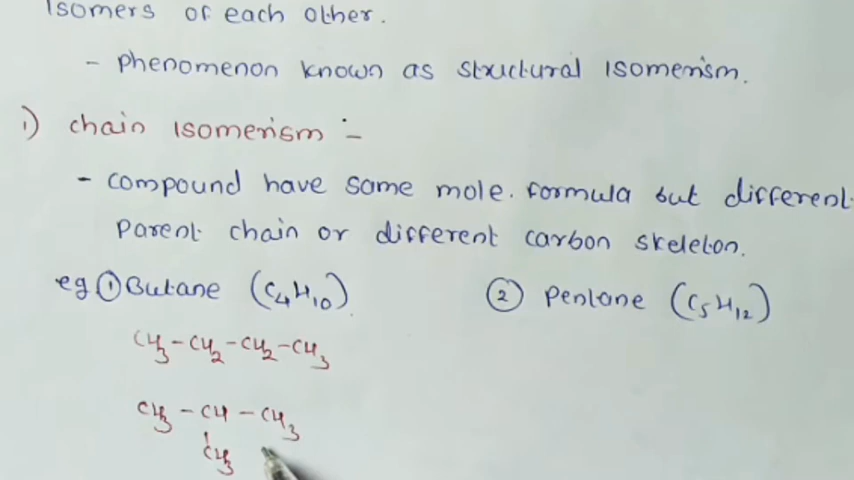 Isomers of each other.
- phenomenon known as structural Isomerism.
i) chain Isomerism :-
- compound have same mole. formula but different
Parent chain or different carbon skeleton.
eg ① Butane (C4H10) ② Pentane (C5H12)
CH3-CH2-CH2-CH3
CH3 - CH - CH3
CH3